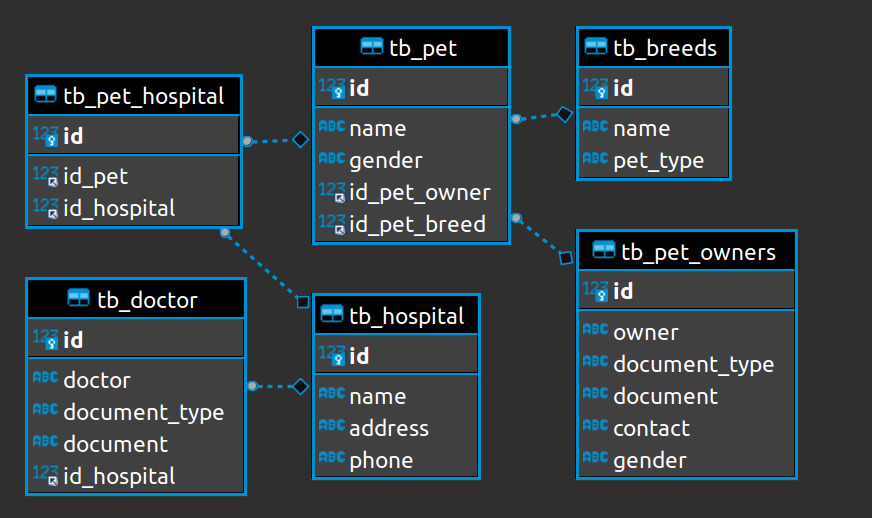 tb_pet_hospital
123 id
123 id_pet
123 id_hospital
tb_pet
123 id
ABC name
ABC gender
123 id_pet_owner
123 id_pet_breed
tb_breeds
123 id
ABC name
ABC pet_type
tb_doctor
123 id
ABC doctor
ABC document_type
ABC document
123 id_hospital
tb_hospital
123 id
ABC name
ABC address
ABC phone
tb_pet_owners
123 id
ABC owner
ABC document_type
ABC document
ABC contact
ABC gender